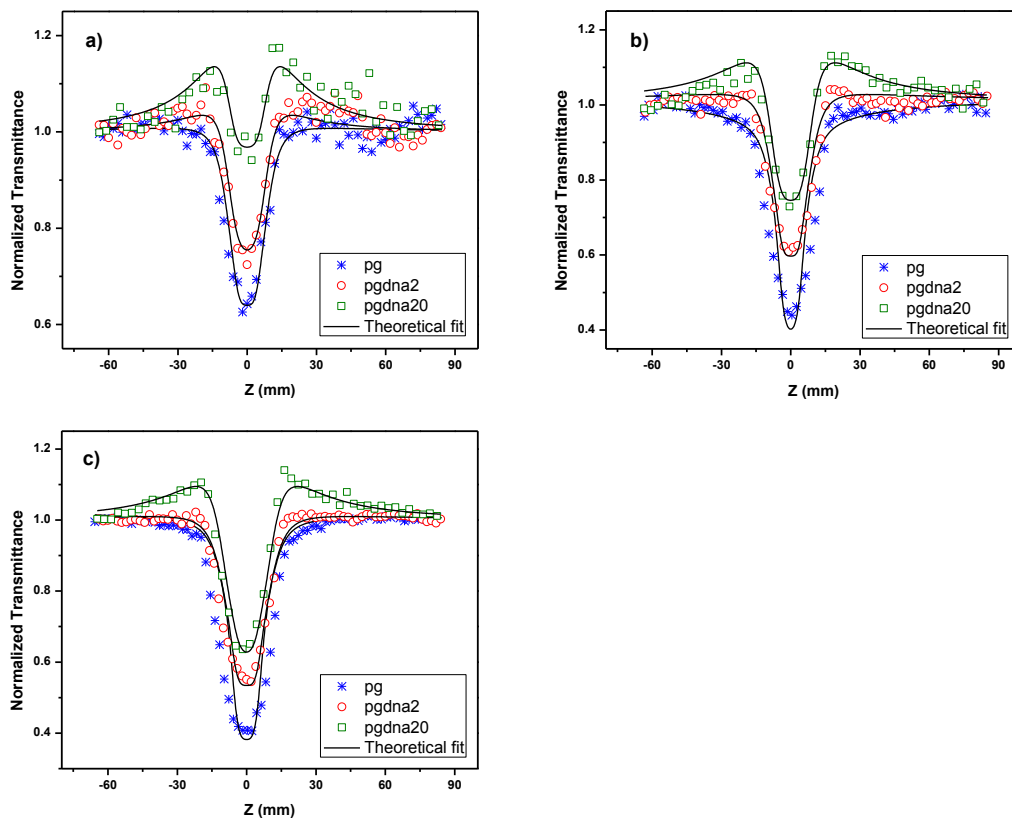 a)
1.2
1.0
0.8
0.6
Normalized Transmittance
pg
pgdna2
pgdna20
Theoretical fit
-60 -30 0 30 60 90
Z (mm)
b)
1.2
1.0
0.8
0.6
0.4
Normalized Transmittance
pg
pgdna2
pgdna20
Theoretical fit
-60 -30 0 30 60 90
Z (mm)
c)
1.2
1.0
0.8
0.6
0.4
Normalized Transmittance
pg
pgdna2
pgdna20
Theoretical fit
-60 -30 0 30 60 90
Z (mm)